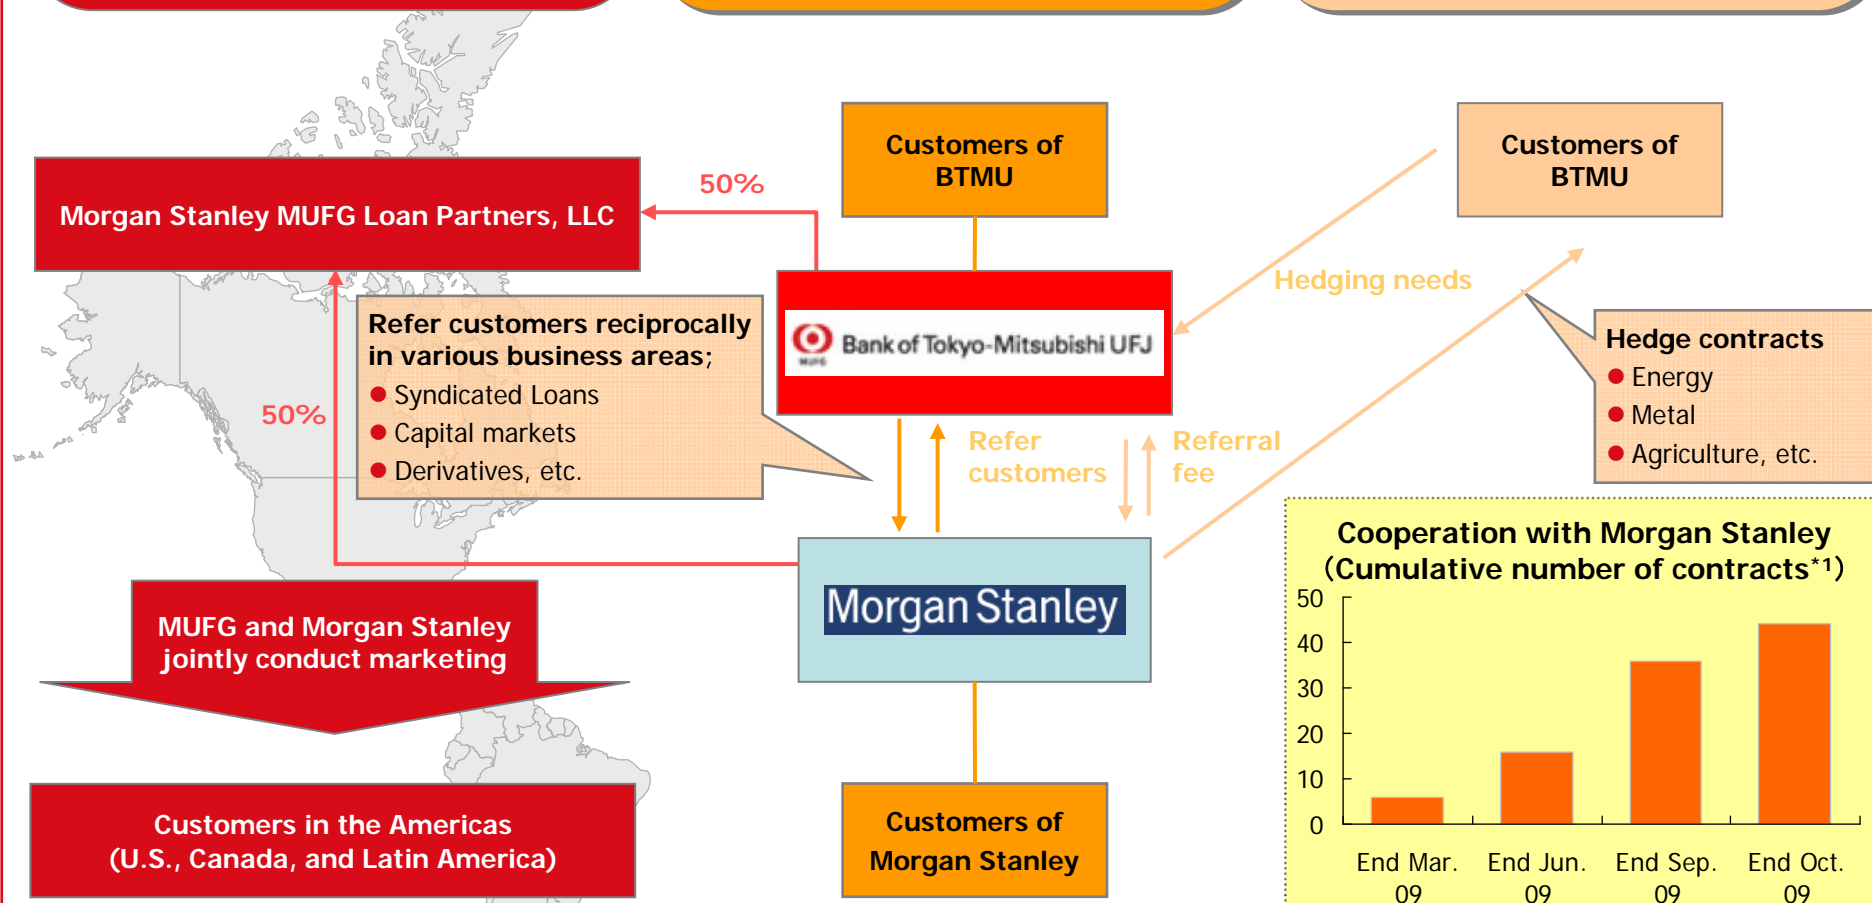 Morgan Stanley MUFG Loan Partners, LLC
50%
50%
Refer customers reciprocally
in various business areas;
● Syndicated Loans
● Capital markets
● Derivatives, etc.
MUFG and Morgan Stanley
jointly conduct marketing
Customers in the Americas
(U.S., Canada, and Latin America)
Customers of
BTMU
MUFG
Bank of Tokyo-Mitsubishi UFJ
Refer
customers
Referral
fee
Morgan Stanley
Customers of
Morgan Stanley
Customers of
BTMU
Hedging needs
Hedge contracts
● Energy
● Metal
● Agriculture, etc.
Cooperation with Morgan Stanley
(Cumulative number of contracts*1)
50
40
30
20
10
0
End Mar. End Jun. End Sep. End Oct.
09 09 09 09